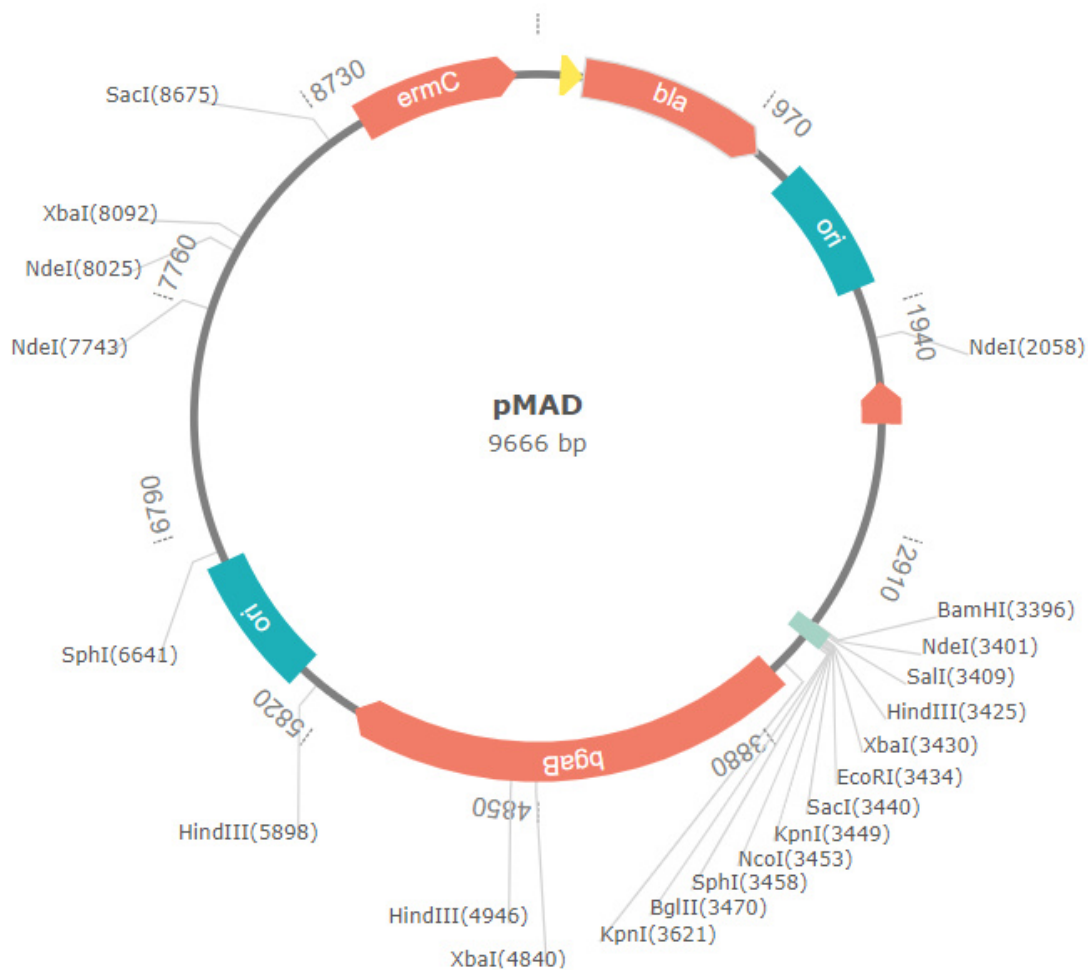 8730
ermC
bla
970
SacI(8675)
ori
XbaI(8092)
NdeI(8025)
7760
NdeI(7743)
1940
NdeI(2058)
pMAD
9666 bp
6790
2910
BamHI(3396)
NdeI(3401)
SalI(3409)
HindIII(3425)
XbaI(3430)
EcoRI(3434)
SacI(3440)
KpnI(3449)
NcoI(3453)
SphI(3458)
BglII(3470)
KpnI(3621)
3880
ori
SphI(6641)
5820
bgaB
4850
HindIII(5898)
HindIII(4946)
XbaI(4840)